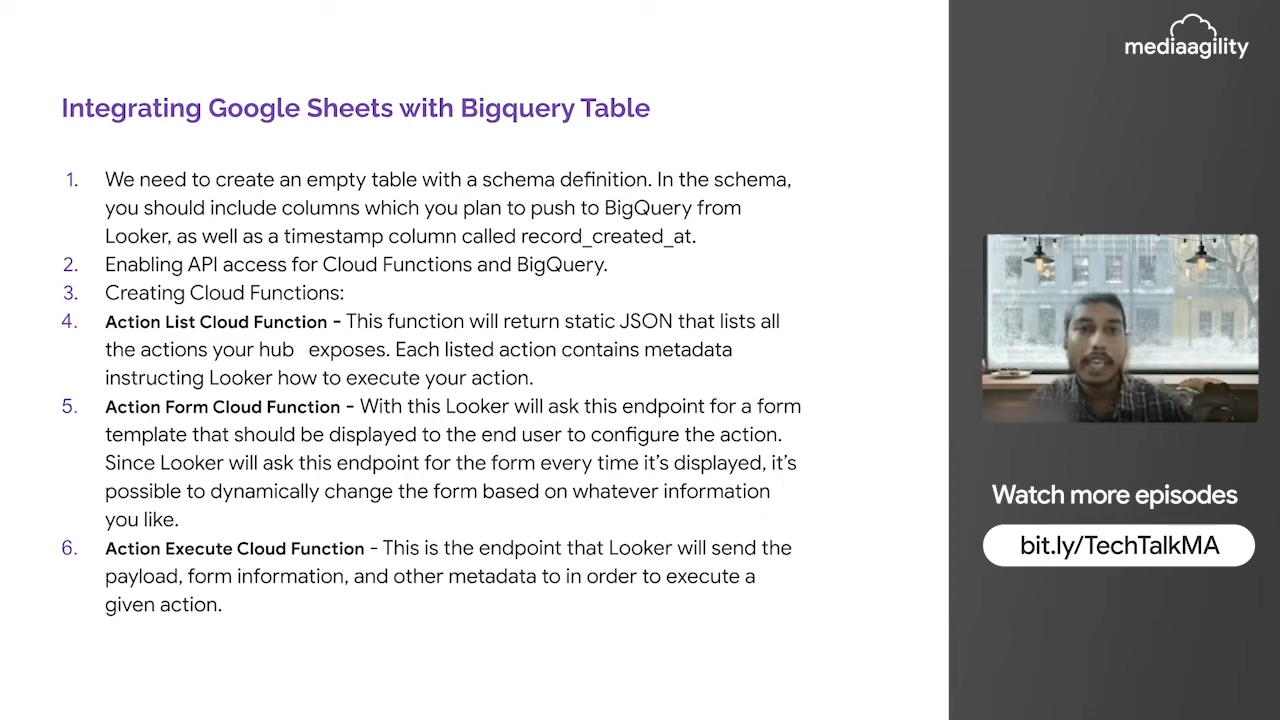 mediaagility
Integrating Google Sheets with Bigquery Table
1. We need to create an empty table with a schema definition. In the schema,
you should include columns which you plan to push to BigQuery from
Looker, as well as a timestamp column called record_created_at.
2. Enabling API access for Cloud Functions and BigQuery.
3. Creating Cloud Functions:
4. Action List Cloud Function - This function will return static JSON that lists all
the actions your hub exposes. Each listed action contains metadata
instructing Looker how to execute your action.
5. Action Form Cloud Function - With this Looker will ask this endpoint for a form
template that should be displayed to the end user to configure the action.
Since Looker will ask this endpoint for the form every time it’s displayed, it’s
possible to dynamically change the form based on whatever information
you like.
6. Action Execute Cloud Function - This is the endpoint that Looker will send the
payload, form information, and other metadata to in order to execute a
given action.
Watch more episodes
bit.ly/TechTalkMA